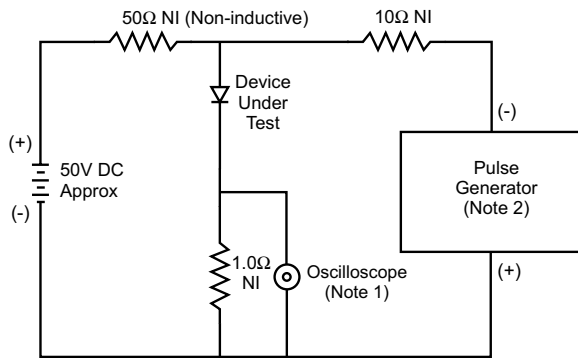 50Ω NI (Non-inductive)
10Ω NI
Device
Under
Test
(-)
(+)
50V DC
Approx
(-)
Pulse
Generator
(Note 2)
1.0Ω
NI
Oscilloscope
(Note 1)
(+)